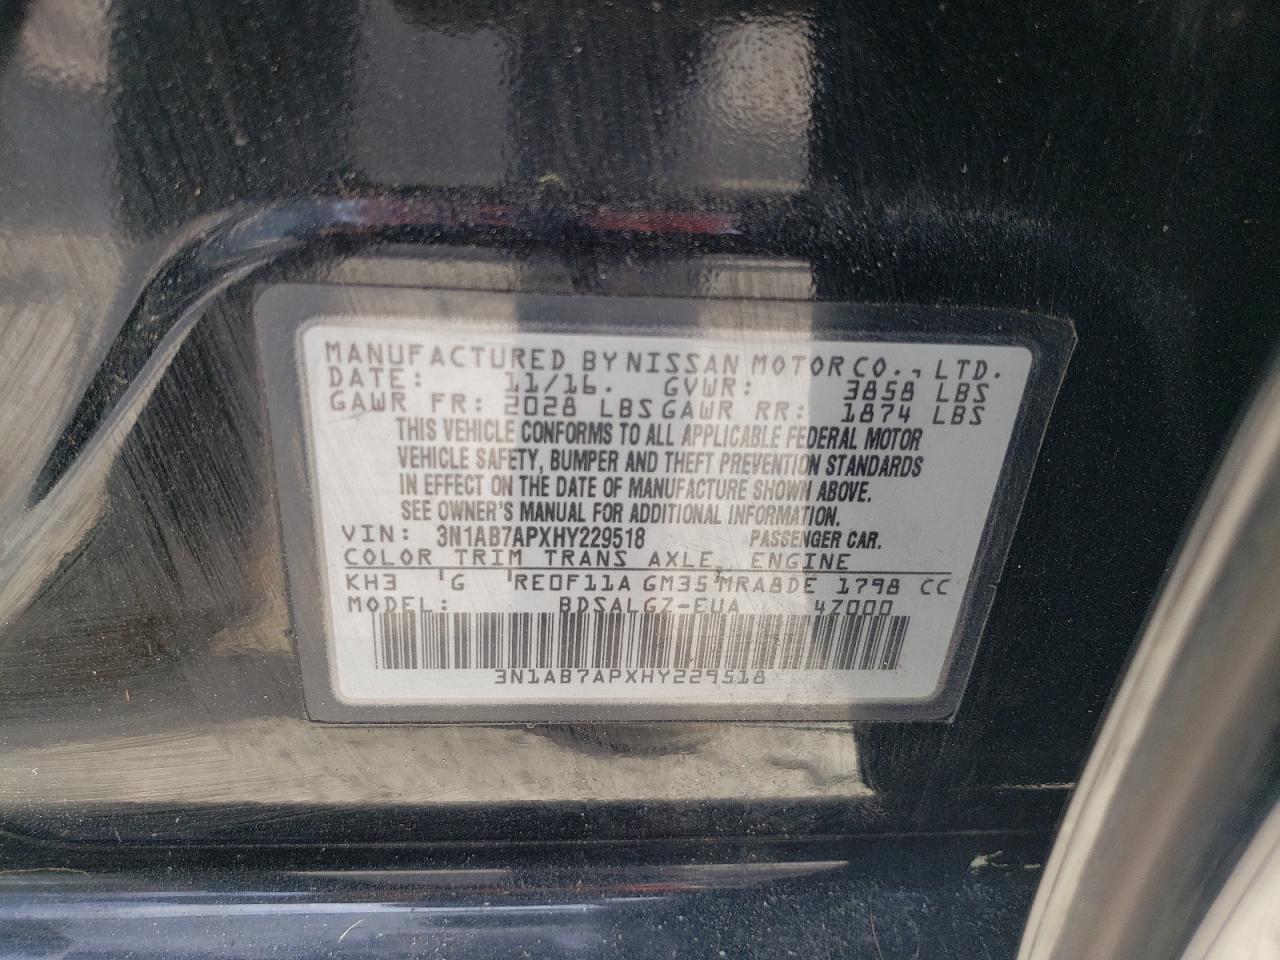 MANUFACTURED BY NISSAN MOTOR CO., LTD.
DATE: 11/16. GVWR: 3858 LBS
GAWR FR: 2028 LBS GAWR RR: 1874 LBS
THIS VEHICLE CONFORMS TO ALL APPLICABLE FEDERAL MOTOR
VEHICLE SAFETY, BUMPER AND THEFT PREVENTION STANDARDS
IN EFFECT ON THE DATE OF MANUFACTURE SHOWN ABOVE.
SEE OWNER'S MANUAL FOR ADDITIONAL INFORMATION.
VIN: 3N1AB7APXHY229518 PASSENGER CAR.
COLOR TRIM TRANS AXLE ENGINE
KH3 G RE0F11A GM35 MRA8DE 1798 CC
MODEL: BDSALGZ-EUA 4Z000
3N1AB7APXHY229518